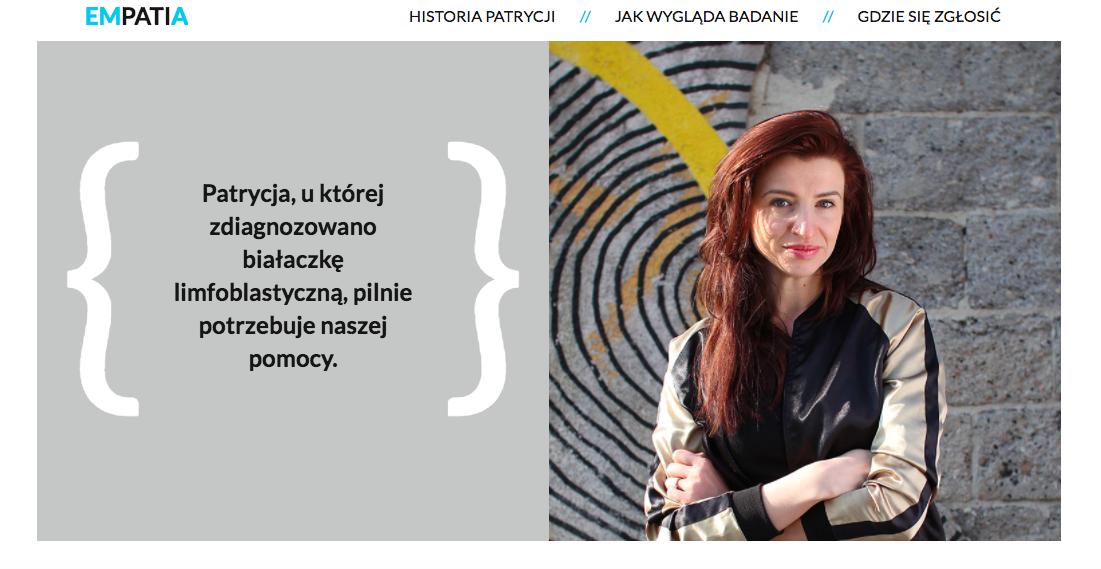 EMPATIA
HISTORIA PATRYCJI // JAK WYGLĄDA BADANIE // GDZIE SIĘ ZGŁOSIĆ
Patrycja, u której
zdiagnozowano
białaczkę
limfoblastyczną, pilnie
potrzebuje naszej
pomocy.